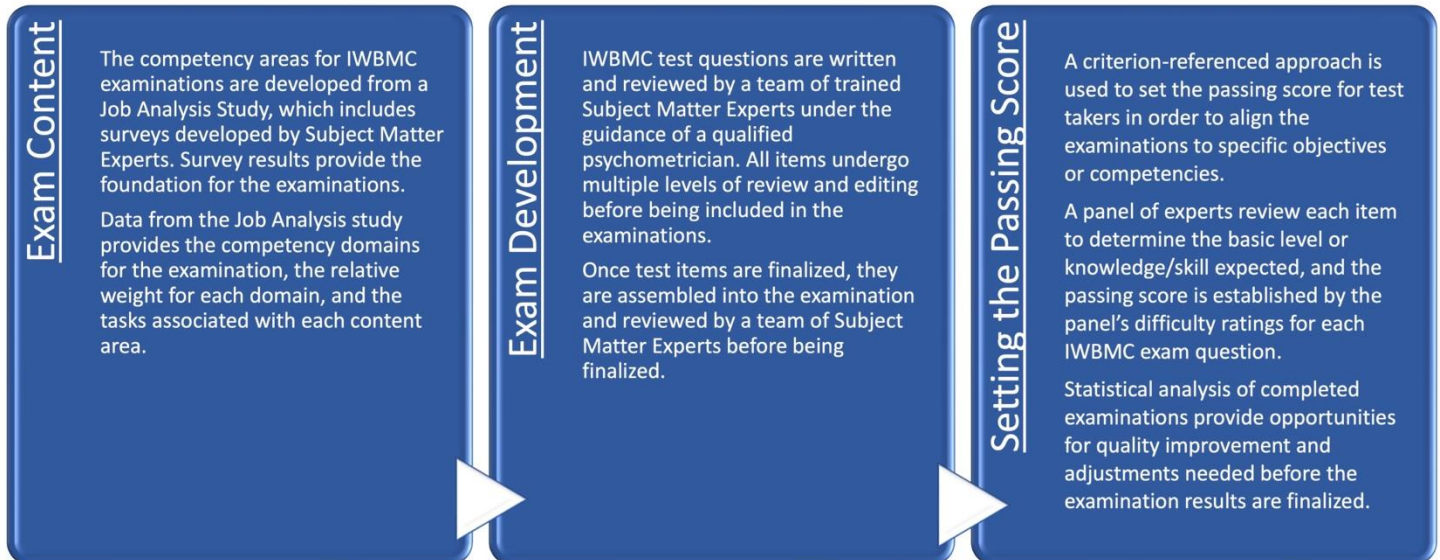 Exam Content
The competency areas for IWBMC
examinations are developed from a
Job Analysis Study, which includes
surveys developed by Subject Matter
Experts. Survey results provide the
foundation for the examinations.
Data from the Job Analysis study
provides the competency domains
for the examination, the relative
weight for each domain, and the
tasks associated with each content
area.
Exam Development
IWBMC test questions are written
and reviewed by a team of trained
Subject Matter Experts under the
guidance of a qualified
psychometrician. All items undergo
multiple levels of review and editing
before being included in the
examinations.
Once test items are finalized, they
are assembled into the examination
and reviewed by a team of Subject
Matter Experts before being
finalized.
Setting the Passing Score
A criterion-referenced approach is
used to set the passing score for test
takers in order to align the
examinations to specific objectives
or competencies.
A panel of experts review each item
to determine the basic level or
knowledge/skill expected, and the
passing score is established by the
panel’s difficulty ratings for each
IWBMC exam question.
Statistical analysis of completed
examinations provide opportunities
for quality improvement and
adjustments needed before the
examination results are finalized.